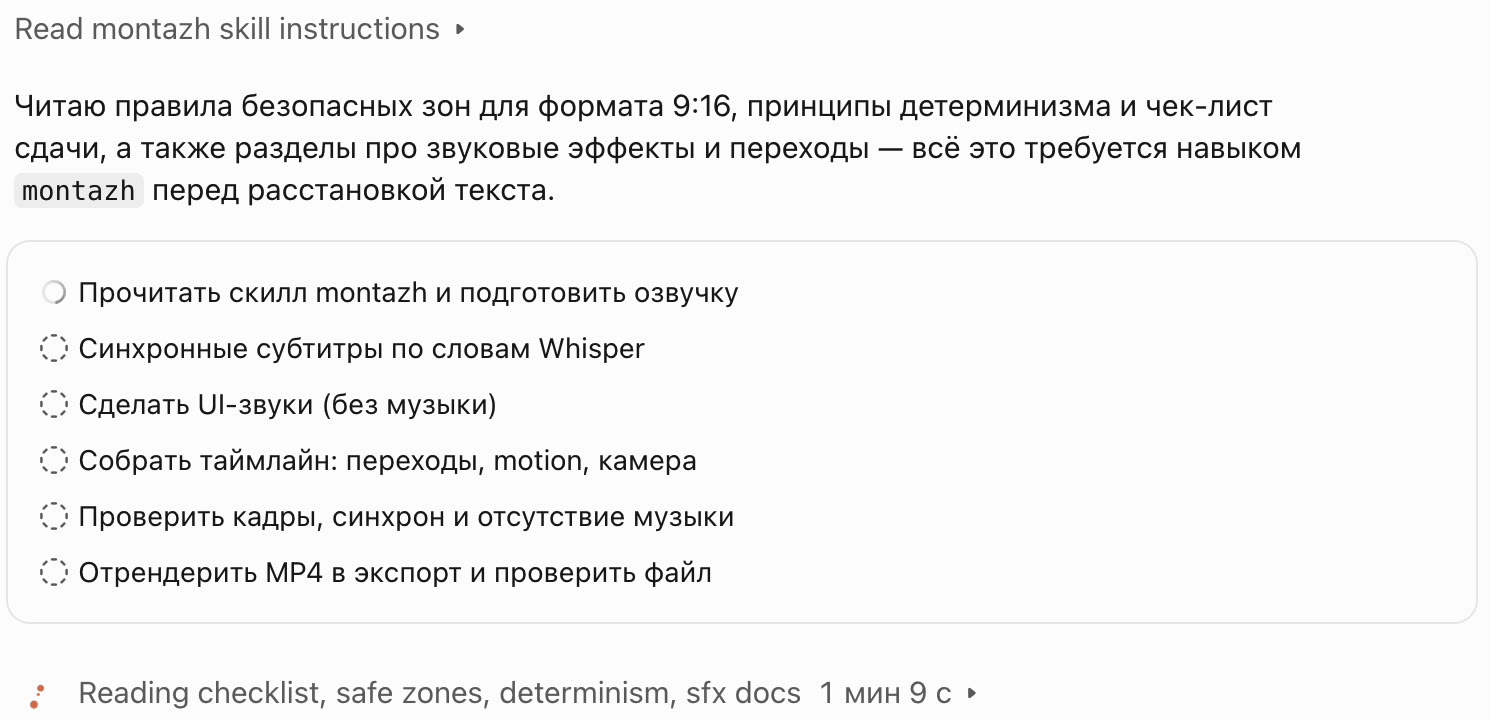 Read montazh skill instructions
Читаю правила безопасных зон для формата 9:16, принципы детерминизма и чек-лист
сдачи, а также разделы про звуковые эффекты и переходы — всё это требуется навыком
montazh перед расстановкой текста.
Прочитать скилл montazh и подготовить озвучку
Синхронные субтитры по словам Whisper
Сделать UI-звуки (без музыки)
Собрать таймлайн: переходы, motion, камера
Проверить кадры, синхрон и отсутствие музыки
Отрендерить MP4 в экспорт и проверить файл
Reading checklist, safe zones, determinism, sfx docs 1 мин 9 с